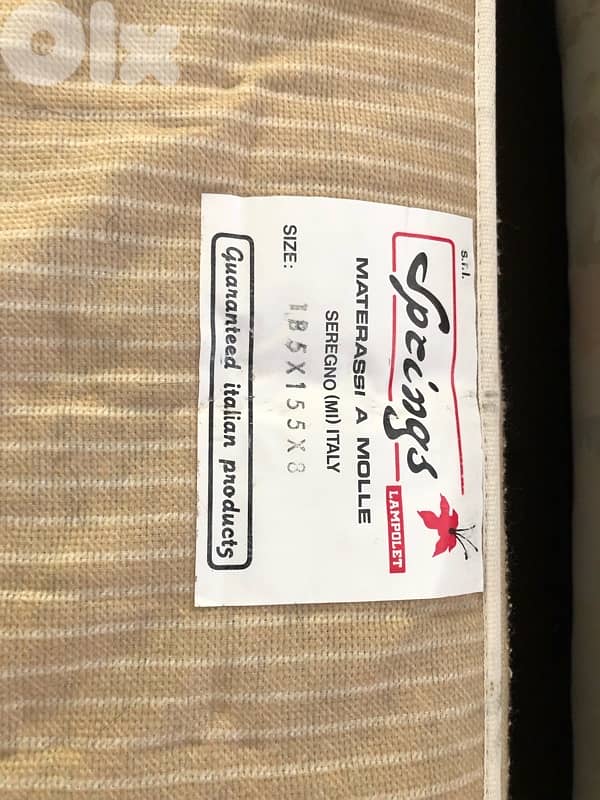 Olx
s.r.l.
Springs
LAMPOLET
MATERASSI A MOLLE
SEREGNO (MI) ITALY
SIZE: 185X155X8
Guaranteed italian products